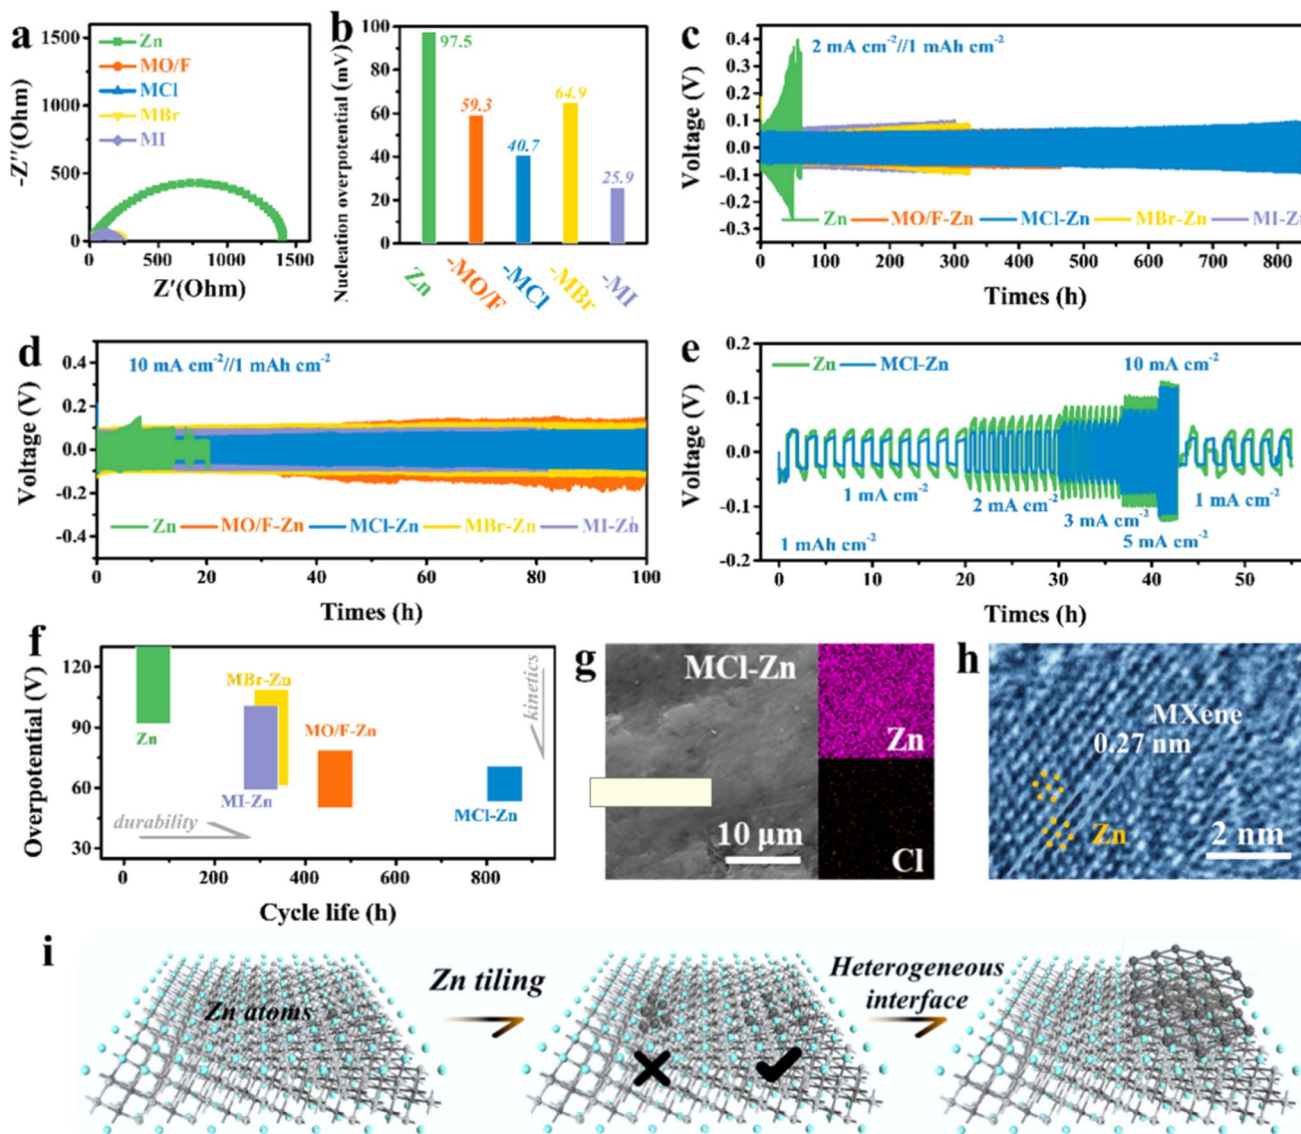 a
1500
1000
500
0
-Z″(Ohm)
Zn
MO/F
MCl
MBr
MI
0 500 1000 1500
Z′(Ohm)
b
Nucleation overpotential (mV)
100
80
60
40
20
0
97.5
59.3
40.7
64.9
25.9
Zn
-MO/F
-MCl
-MBr
-MI
c
2 mA cm⁻²//1 mAh cm⁻²
Voltage (V)
0.4
0.3
0.2
0.1
0.0
-0.1
-0.2
-0.3
Zn MO/F-Zn MCl-Zn MBr-Zn MI-Zn
0 100 200 300 400 500 600 700 800
Times (h)
d
10 mA cm⁻²//1 mAh cm⁻²
Voltage (V)
0.4
0.2
0.0
-0.2
-0.4
Zn MO/F-Zn MCl-Zn MBr-Zn MI-Zn
0 20 40 60 80 100
Times (h)
e
Zn MCl-Zn
10 mA cm⁻²
Voltage (V)
0.2
0.1
0.0
-0.1
-0.2
1 mA cm⁻²
2 mA cm⁻²
3 mA cm⁻²
5 mA cm⁻²
1 mA cm⁻²
1 mAh cm⁻²
0 10 20 30 40 50
Times (h)
f
Overpotential (V)
120
90
60
30
Zn
MBr-Zn
MI-Zn
MO/F-Zn
MCl-Zn
kinetics
durability
0 200 400 600 800
Cycle life (h)
g
MCl-Zn
10 μm
Zn
Cl
h
MXene
0.27 nm
Zn
2 nm
i
Zn atoms
Zn tiling
Heterogeneous
interface